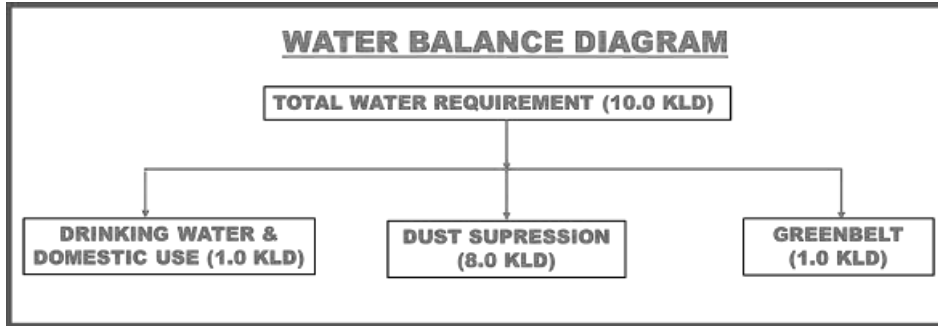 WATER BALANCE DIAGRAM
TOTAL WATER REQUIREMENT (10.0 KLD)
DRINKING WATER &
DOMESTIC USE (1.0 KLD)
DUST SUPRESSION
(8.0 KLD)
GREENBELT
(1.0 KLD)